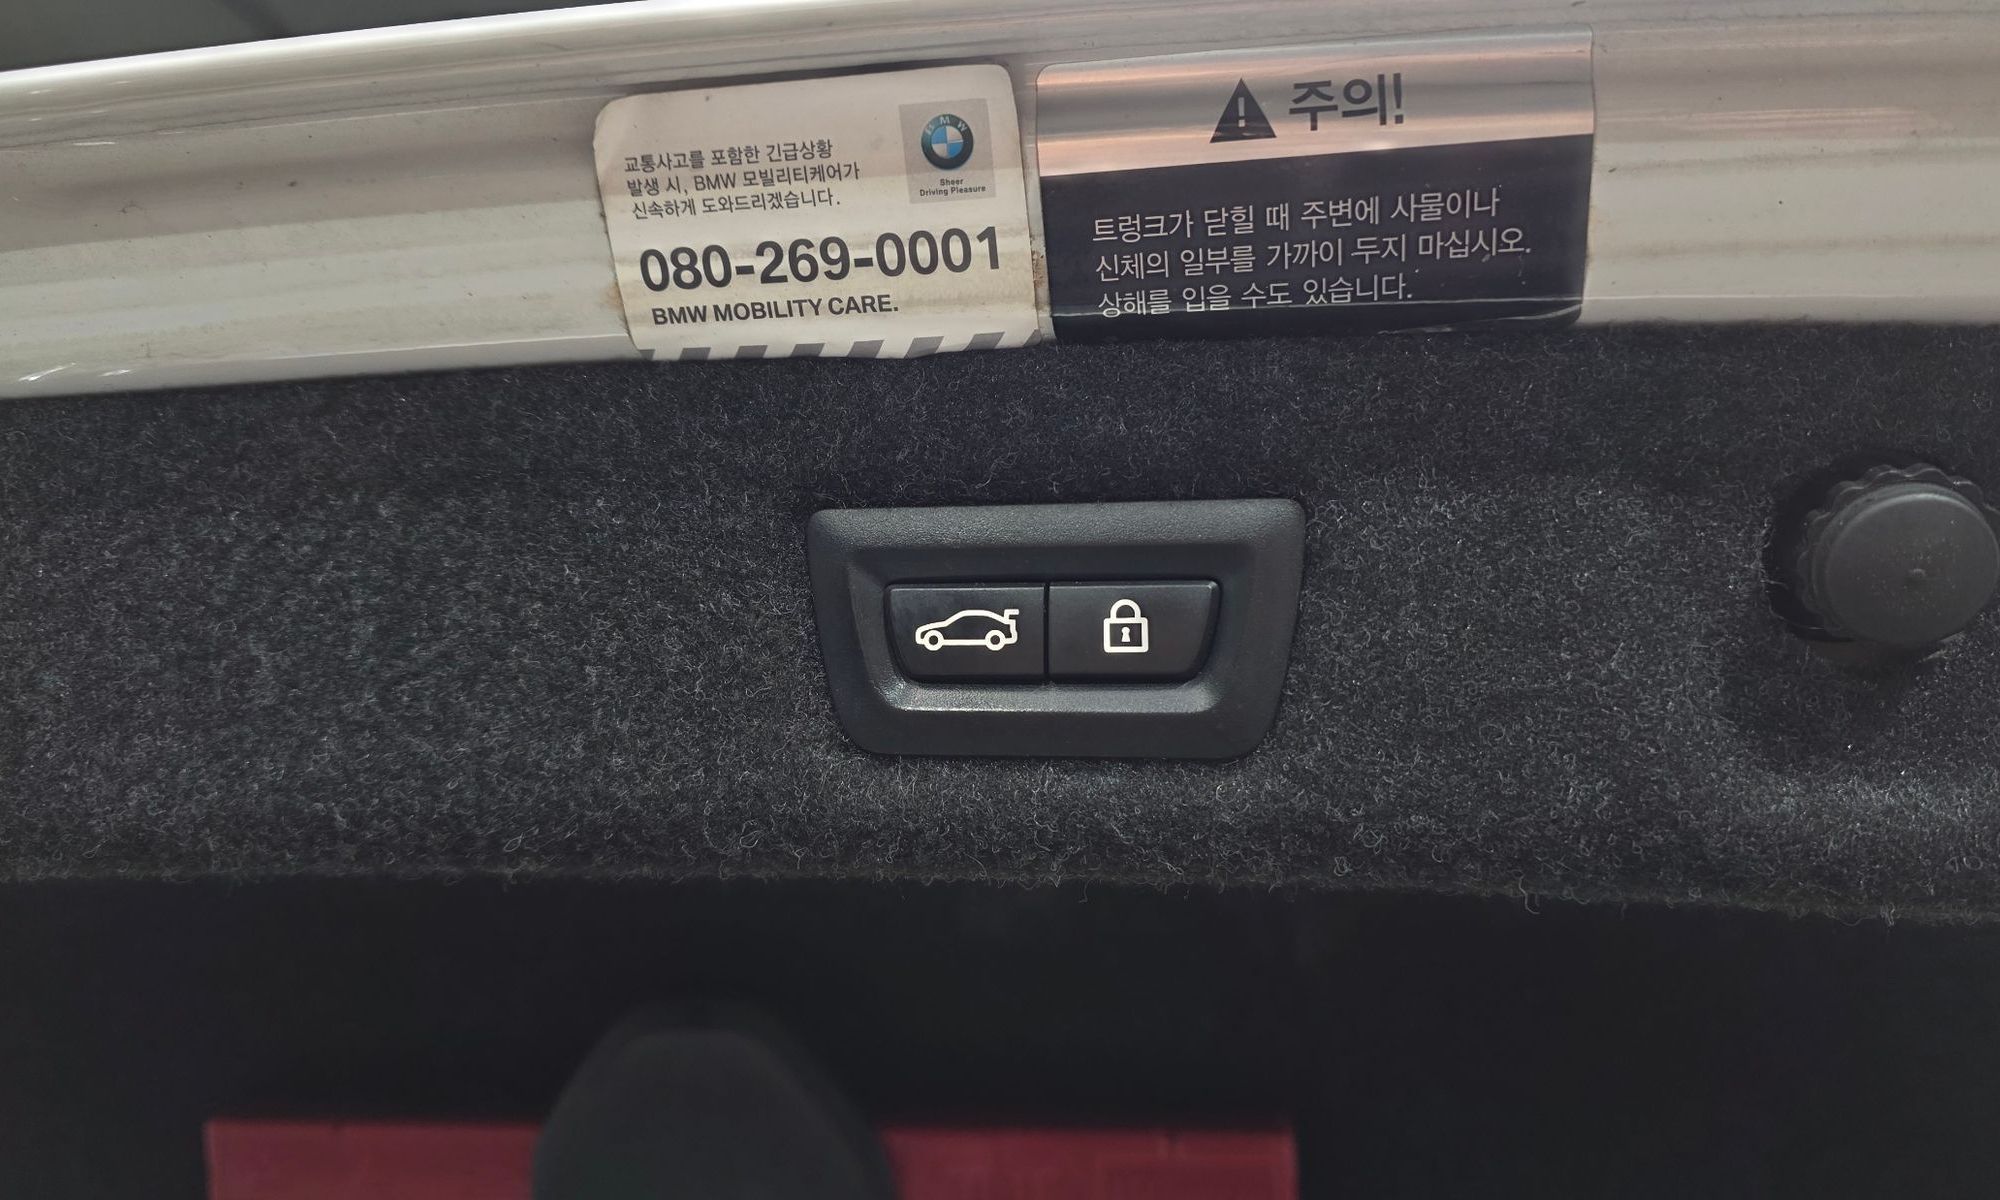 교통사고를 포함한 긴급상황
발생 시, BMW 모빌리티케어가
신속하게 도와드리겠습니다.
BMW
Sheer
Driving Pleasure
080-269-0001
BMW MOBILITY CARE.
주의!
트렁크가 닫힐 때 주변에 사물이나
신체의 일부를 가까이 두지 마십시오.
상해를 입을 수도 있습니다.